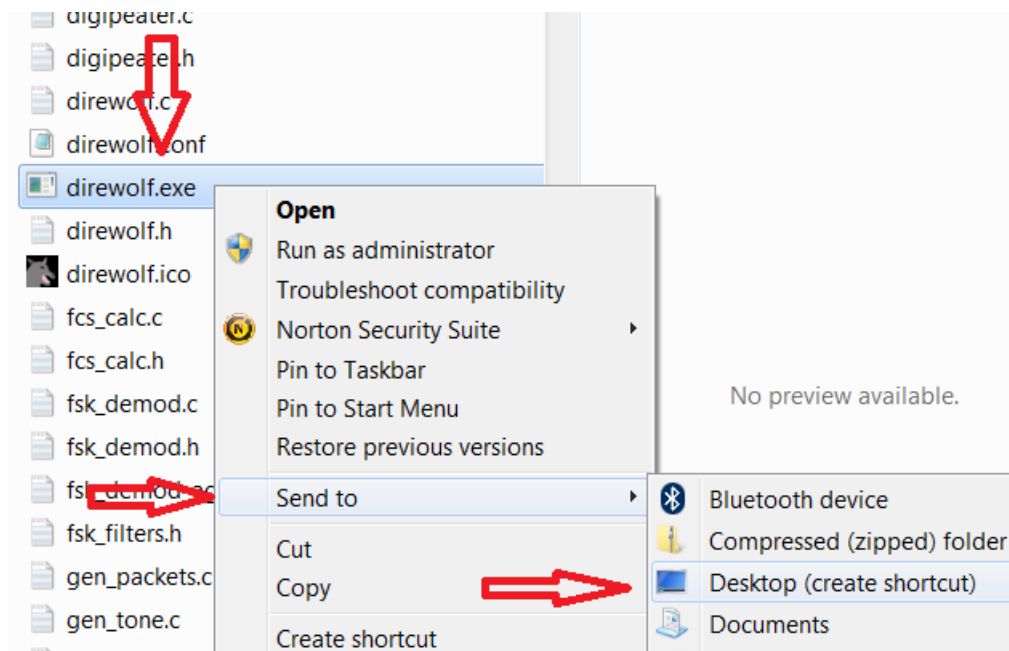 digipeater.c
digipeater.h
direwolf.c
direwolf.conf
direwolf.exe
direwolf.h
direwolf.ico
fcs_calc.c
fcs_calc.h
fsk_demod.c
fsk_demod.h
fsk_filters.h
gen_packets.c
gen_tone.c
Open
Run as administrator
Troubleshoot compatibility
Norton Security Suite
Pin to Taskbar
Pin to Start Menu
Restore previous versions
Send to
Cut
Copy
Create shortcut
Bluetooth device
Compressed (zipped) folder
Desktop (create shortcut)
Documents
No preview available.